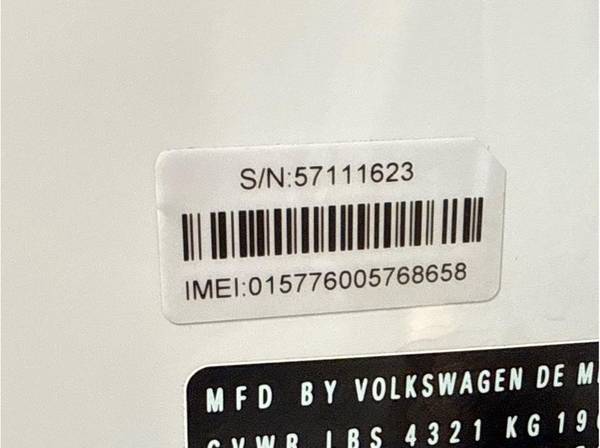 S/N:57111623
IMEI:015776005768658
MFD BY VOLKSWAGEN DE
GVWR LBS 4321 KG